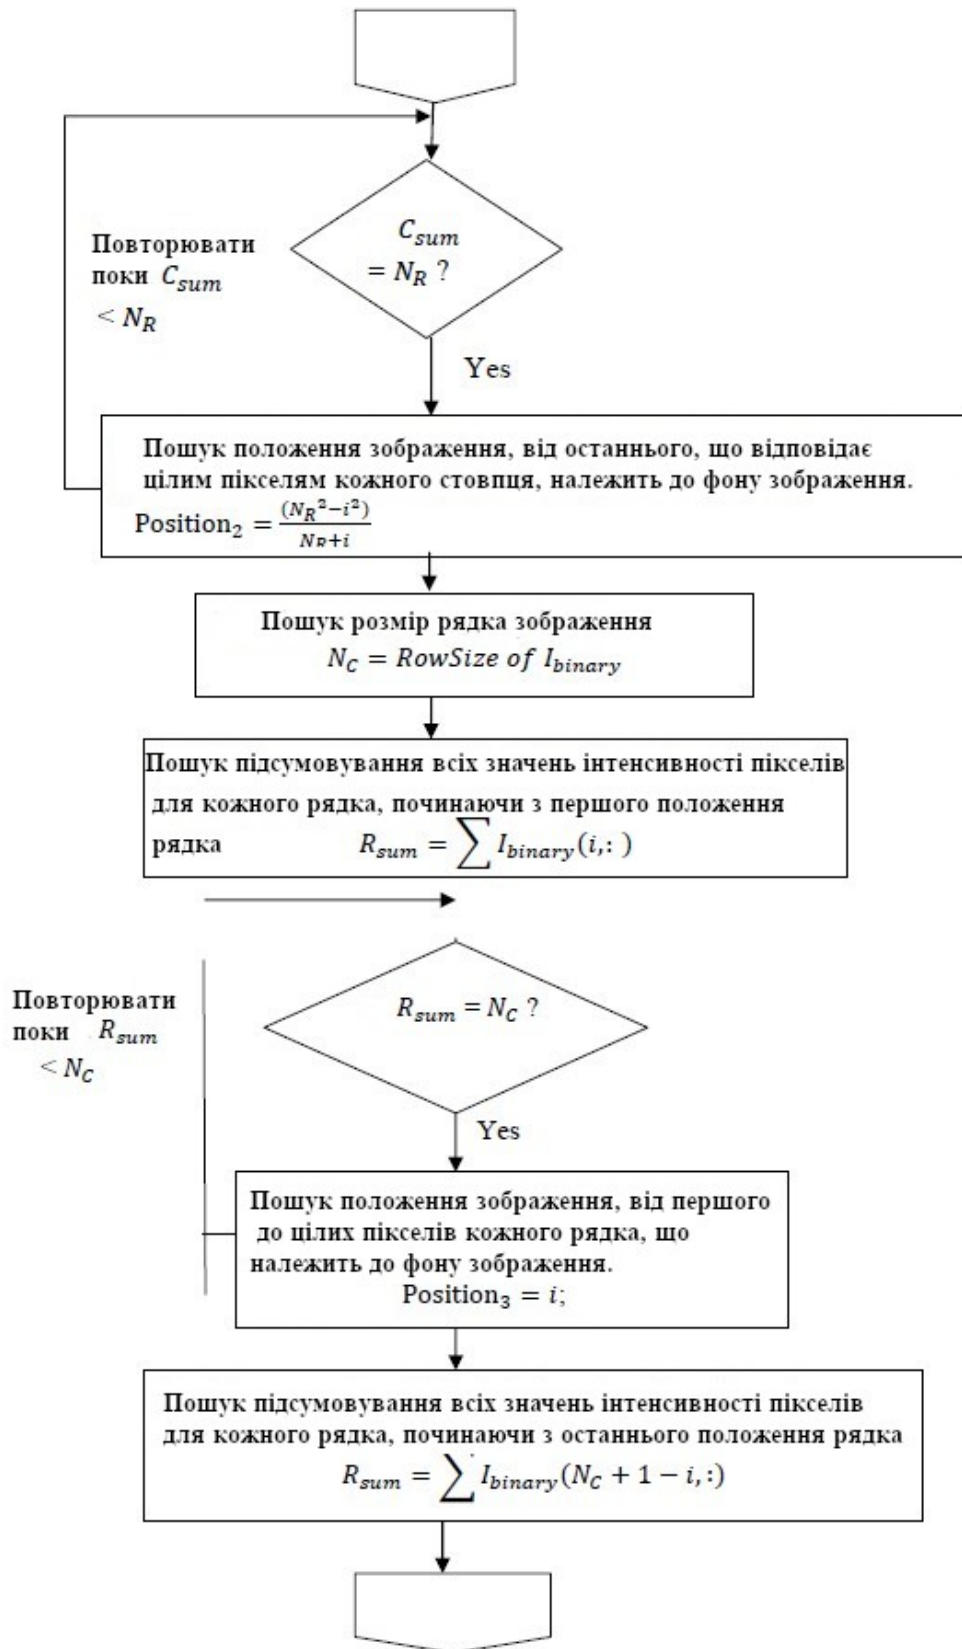 C_sum
= N_R ?
Повторювати
поки C_sum
< N_R
Yes
Пошук положення зображення, від останнього, що відповідає
цілим пікселям кожного стовпця, належить до фону зображення.
Position₂ = (N_R² − i²) / (N_R + i)
Пошук розмір рядка зображення
N_C = RowSize of I_binary
Пошук підсумовування всіх значень інтенсивності пікселів
для кожного рядка, починаючи з першого положення
рядка R_sum = ∑ I_binary(i,: )
R_sum = N_C ?
Повторювати
поки R_sum
< N_C
Yes
Пошук положення зображення, від першого
до цілих пікселів кожного рядка, що
належить до фону зображення.
Position₃ = i;
Пошук підсумовування всіх значень інтенсивності пікселів
для кожного рядка, починаючи з останнього положення рядка
R_sum = ∑ I_binary(N_C + 1 − i,:)